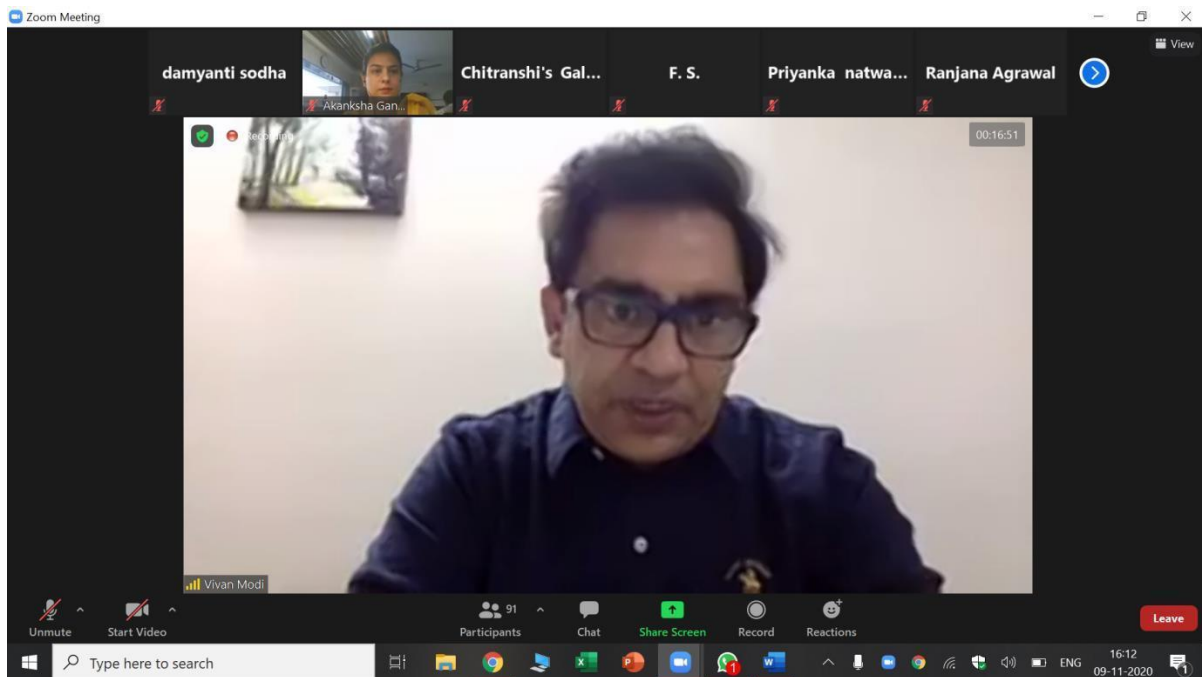 Zoom Meeting
View
damyanti sodha
Akanksha Gan...
Chitranshi's Gal...
F. S.
Priyanka natwa...
Ranjana Agrawal
Recording
00:16:51
Vivan Modi
Unmute
Start Video
91
Participants
Chat
Share Screen
Record
Reactions
Leave
Type here to search
1
ENG
16:12
09-11-2020
1